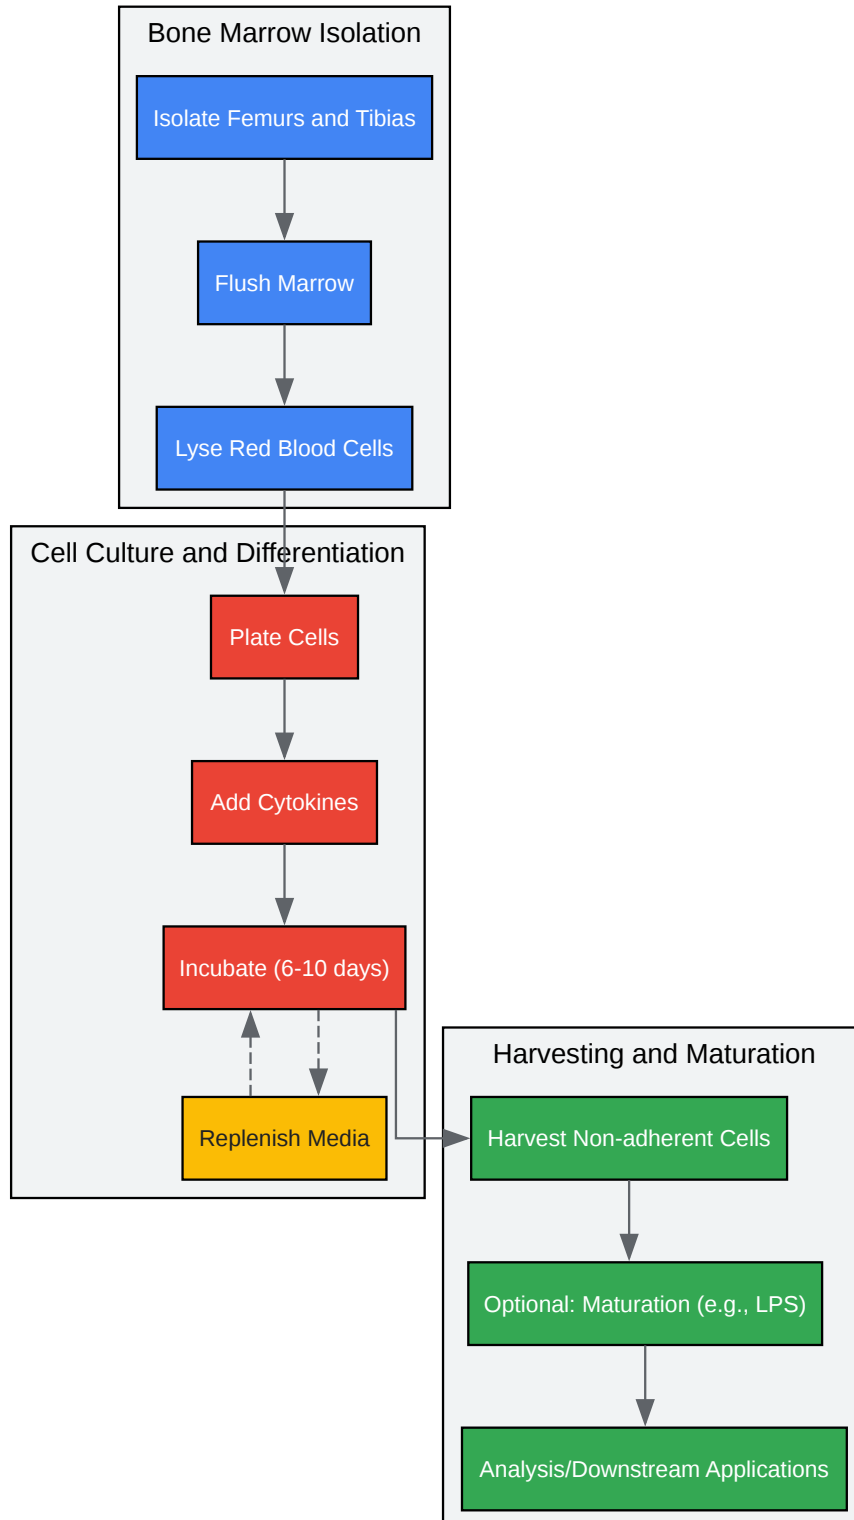 Bone Marrow Isolation
Isolate Femurs and Tibias
Flush Marrow
Lyse Red Blood Cells
Cell Culture and Differentiation
Plate Cells
Add Cytokines
Incubate (6-10 days)
Replenish Media
Harvesting and Maturation
Harvest Non-adherent Cells
Optional: Maturation (e.g., LPS)
Analysis/Downstream Applications